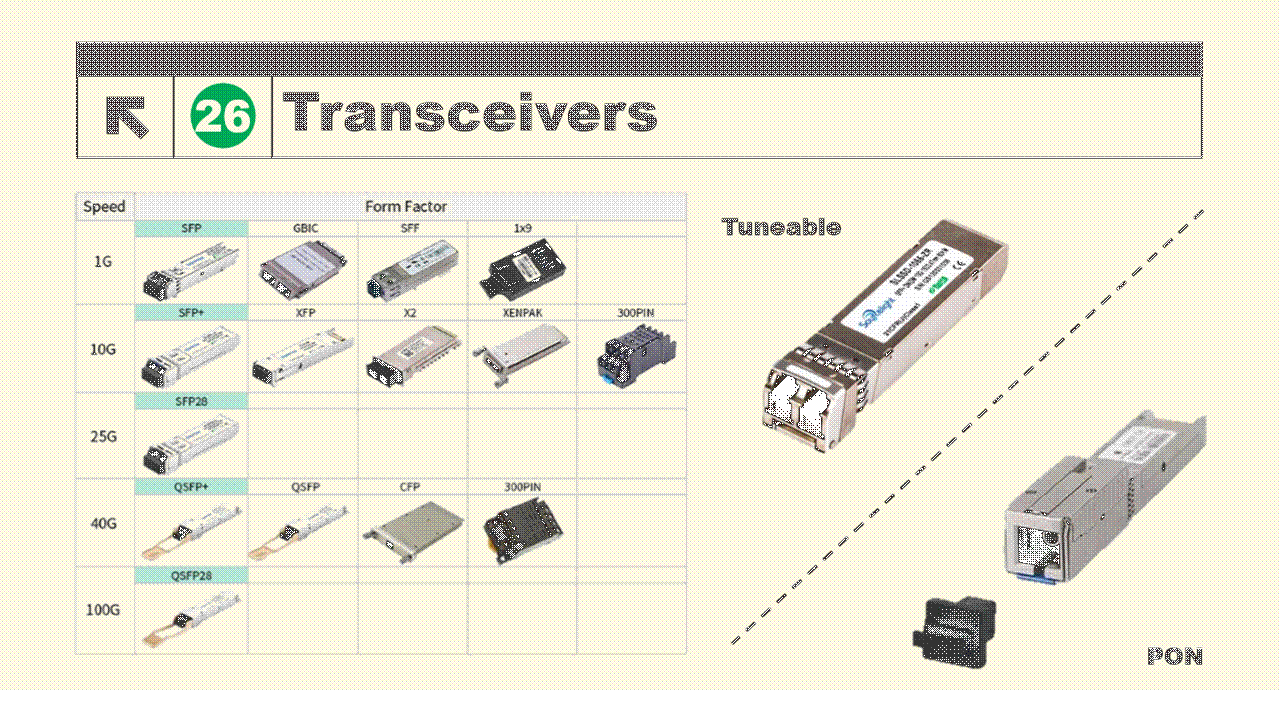 26 Transceivers
Speed Form Factor
SFP GBIC SFF 1x9
1G
SFP+ XFP X2 XENPAK 300PIN
10G
SFP28
25G
QSFP+ QSFP CFP 300PIN
40G
QSFP28
100G
Tuneable
PON